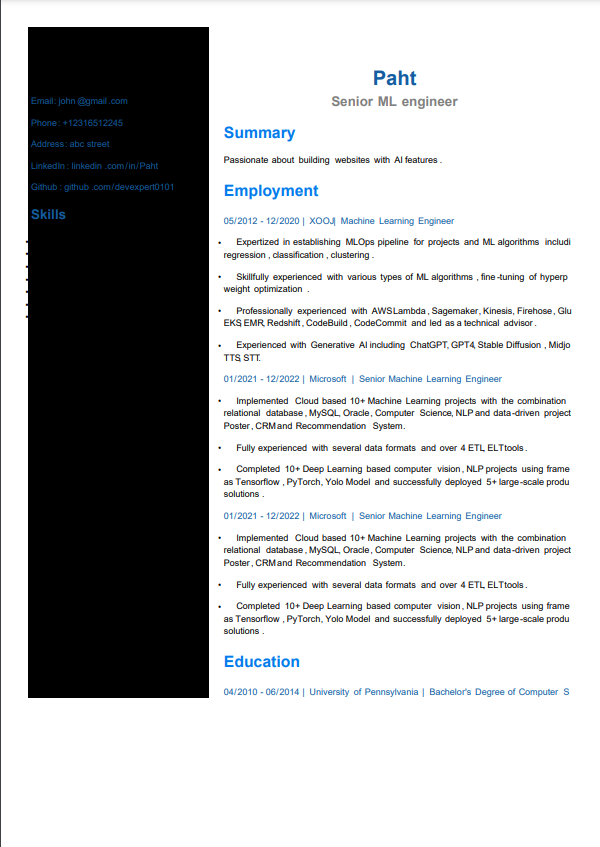 Email: john @gmail.com
Phone: +12316512245
Address: abc street
LinkedIn: linkedin .com/in/Paht
Github: github .com/devexpert0101
Skills
Paht
Senior ML engineer
Summary
Passionate about building websites with AI features .
Employment
05/2012 - 12/2020 | XOOJ| Machine Learning Engineer
• Expertized in establishing MLOps pipeline for projects and ML algorithms includi
regression , classification , clustering .
• Skillfully experienced with various types of ML algorithms , fine-tuning of hyperp
weight optimization .
• Professionally experienced with AWS Lambda , Sagemaker, Kinesis, Firehose, Glu
EKS, EMR, Redshift , CodeBuild , CodeCommit and led as a technical advisor .
• Experienced with Generative AI including ChatGPT, GPT4, Stable Diffusion , Midjo
TTS, STT.
01/2021 - 12/2022 | Microsoft | Senior Machine Learning Engineer
• Implemented Cloud based 10+ Machine Learning projects with the combination
relational database , MySQL, Oracle , Computer Science, NLP and data-driven project
Poster , CRM and Recommendation System.
• Fully experienced with several data formats and over 4 ETL, ELT tools .
• Completed 10+ Deep Learning based computer vision , NLP projects using frame
as Tensorflow , PyTorch, Yolo Model and successfully deployed 5+ large-scale produ
solutions .
01/2021 - 12/2022 | Microsoft | Senior Machine Learning Engineer
• Implemented Cloud based 10+ Machine Learning projects with the combination
relational database , MySQL, Oracle , Computer Science, NLP and data-driven project
Poster , CRM and Recommendation System.
• Fully experienced with several data formats and over 4 ETL, ELT tools .
• Completed 10+ Deep Learning based computer vision , NLP projects using frame
as Tensorflow , PyTorch, Yolo Model and successfully deployed 5+ large-scale produ
solutions .
Education
04/2010 - 06/2014 | University of Pennsylvania | Bachelor's Degree of Computer S